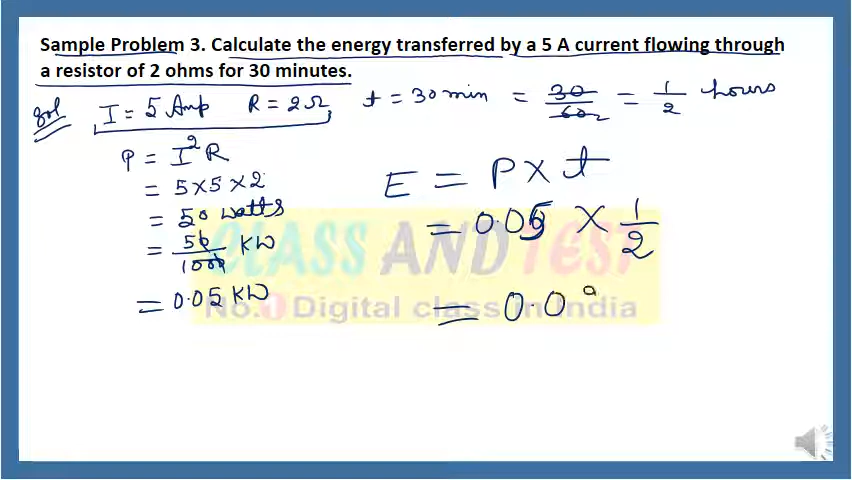 Sample Problem 3. Calculate the energy transferred by a 5 A current flowing through
a resistor of 2 ohms for 30 minutes.
Sol I = 5 Amp R = 2Ω, t = 30 min = 30/60 = 1/2 hours
P = I²R
= 5×5×2
= 50 watts
= 50/1000 KW
= 0.05 KW
E = P × t
= 0.05 × 1/2
= 0.0
CLASS AND TEST
No.1 Digital class in India